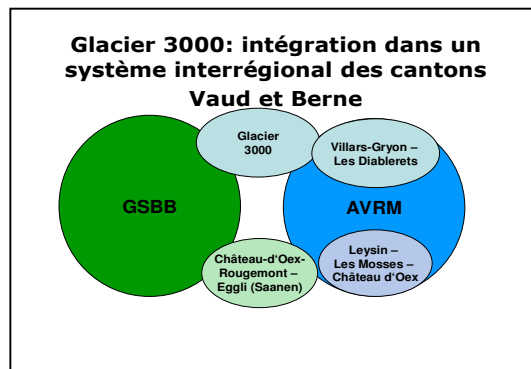 Glacier 3000: intégration dans un
système interrégional des cantons
Vaud et Berne
Glacier
3000
Villars-Gryon –
Les Diablerets
GSBB
AVRM
Château-d‘Oex-
Rougemont –
Eggli (Saanen)
Leysin –
Les Mosses –
Château d‘Oex